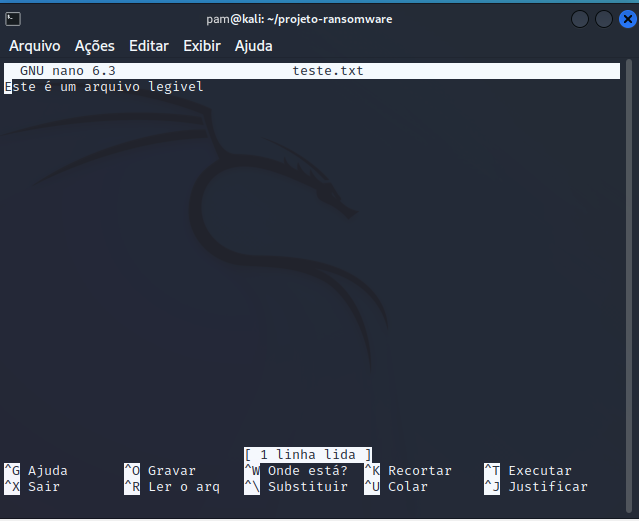 pam@kali: ~/projeto-ransomware
Arquivo Ações Editar Exibir Ajuda
GNU nano 6.3 teste.txt
Este é um arquivo legivel
[ 1 linha lida ]
^G Ajuda ^O Gravar ^W Onde está? ^K Recortar ^T Executar
^X Sair ^R Ler o arq ^\ Substituir ^U Colar ^J Justificar